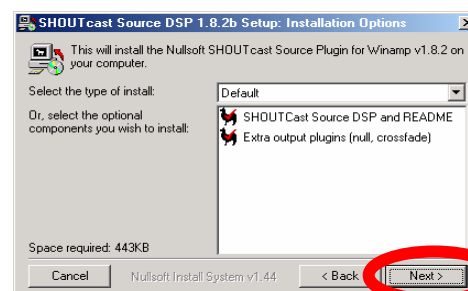 SHOUTcast Source DSP 1.8.2b Setup: Installation Options
This will install the Nullsoft SHOUTcast Source Plugin for Winamp v1.8.2 on
your computer.
Select the type of install:
Default
Or, select the optional
components you wish to install:
SHOUTCast Source DSP and README
Extra output plugins (null, crossfade)
Space required: 443KB
Cancel
Nullsoft Install System v1.44
< Back
Next >